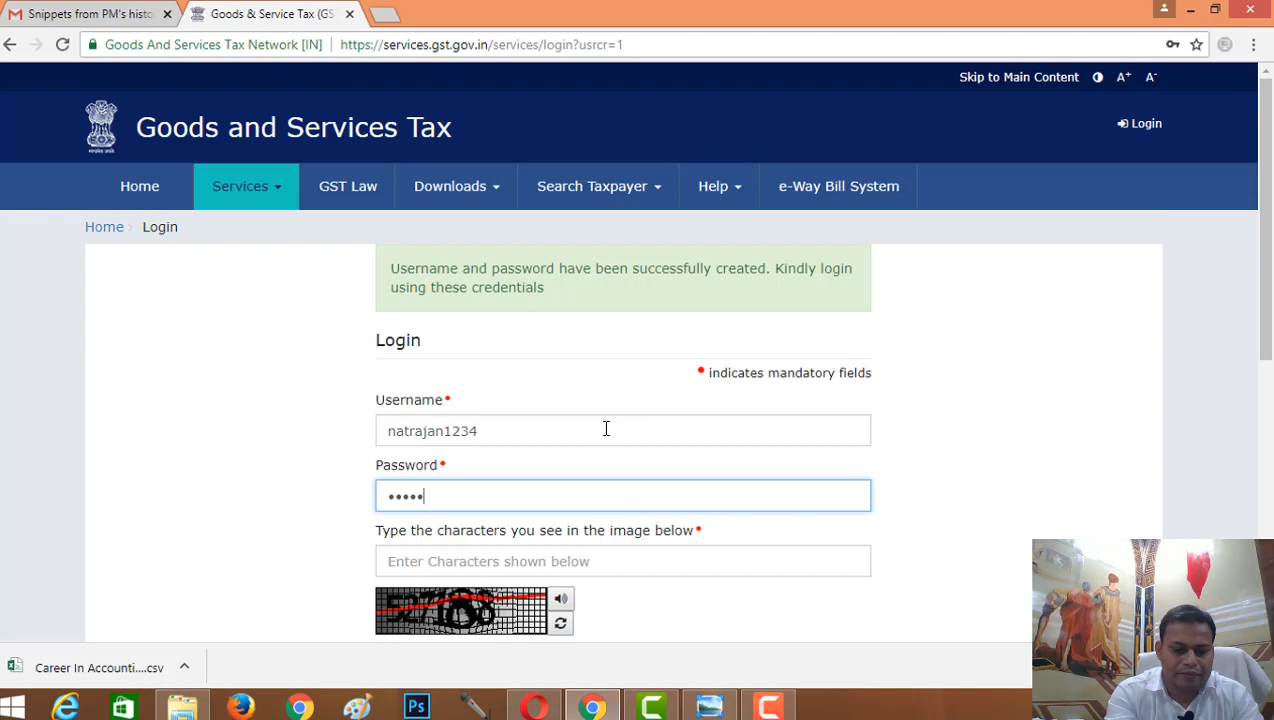 Snippets from PM's histo
Goods & Service Tax (GS
Goods And Services Tax Network [IN]
https://services.gst.gov.in/services/login?usrcr=1
Skip to Main Content
A+
A-
Goods and Services Tax
Login
Home
Services
GST Law
Downloads
Search Taxpayer
Help
e-Way Bill System
Home
Login
Username and password have been successfully created. Kindly login
using these credentials
Login
• indicates mandatory fields
Username•
natrajan1234
Password•
•••••
Type the characters you see in the image below•
Enter Characters shown below
Career In Accounti....csv
Ps